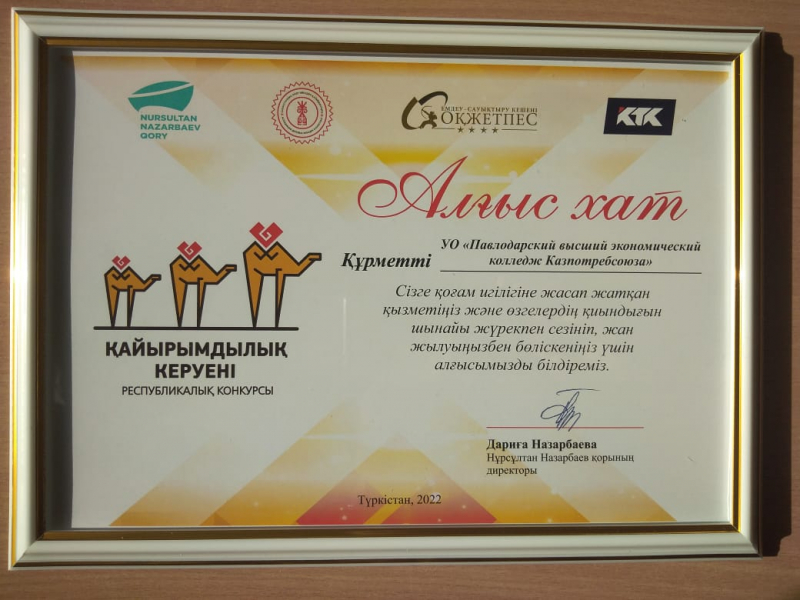 NURSULTAN
NAZARBAEV
QORY
ЕМДЕУ - САУЫҚТЫРУ КЕШЕНІ
ОҚЖЕТПЕС
КТК
Алғыс хат
Құрметті
УО «Павлодарский высший экономический
колледж Казпотребсоюза»
Сізге қоғам игілігіне жасап жатқан
қызметіңіз және өзгелердің қиындығын
шынайы жүрекпен сезініп, жан
жылуыңызбен бөліскеніңіз үшін
алғысымызды білдіреміз.
ҚАЙЫРЫМДЫЛЫҚ
КЕРУЕНІ
РЕСПУБЛИКАЛЫҚ КОНКУРСЫ
Дариға Назарбаева
Нұрсұлтан Назарбаев қорының
директоры
Түркістан, 2022